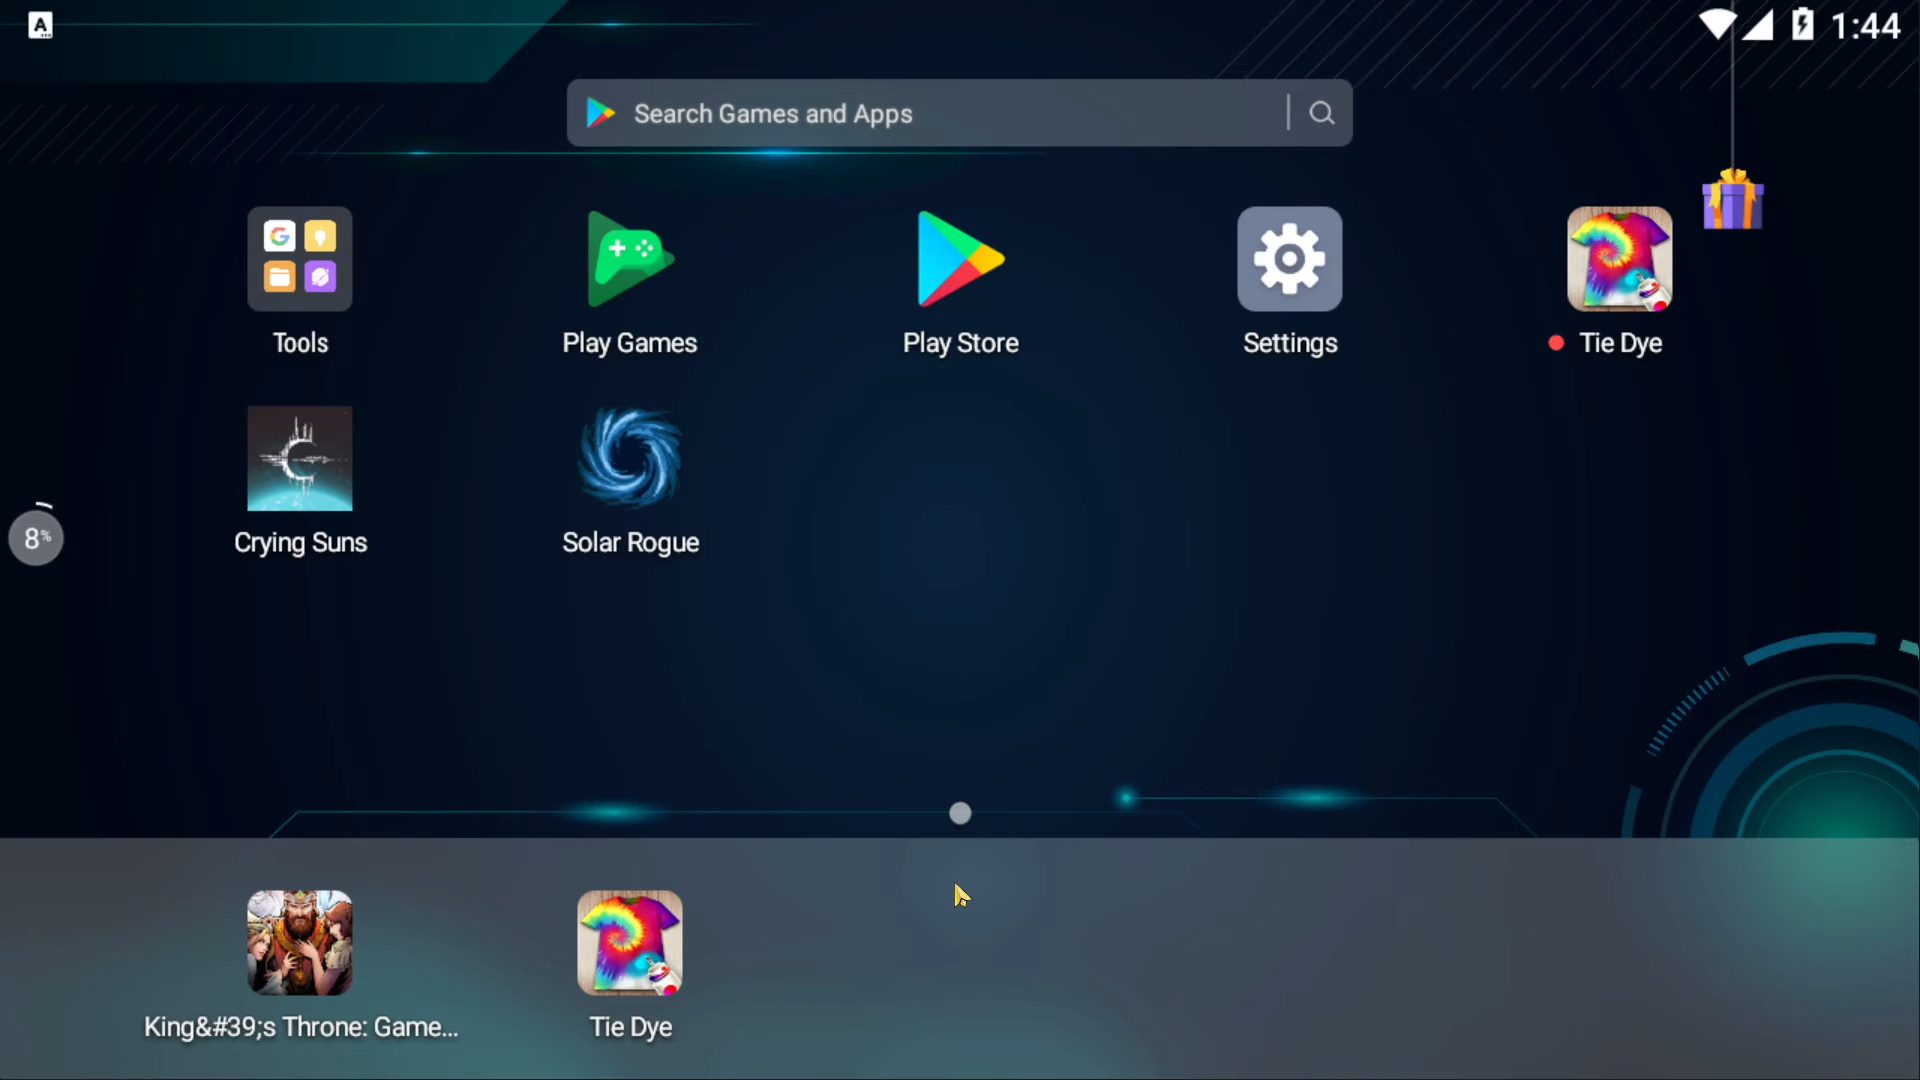 A
1:44
Search Games and Apps
Tools
Play Games
Play Store
Settings
Tie Dye
Crying Suns
Solar Rogue
8%
King&#39;s Throne: Game...
Tie Dye